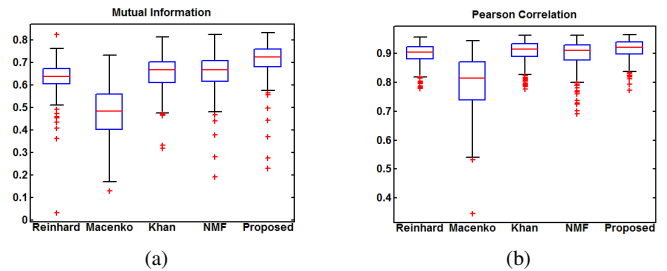 Mutual Information
0.8
0.7
0.6
0.5
0.4
0.3
0.2
0.1
0
Reinhard Macenko Khan NMF Proposed
(a)
Pearson Correlation
0.9
0.8
0.7
0.6
0.5
0.4
Reinhard Macenko Khan NMF Proposed
(b)